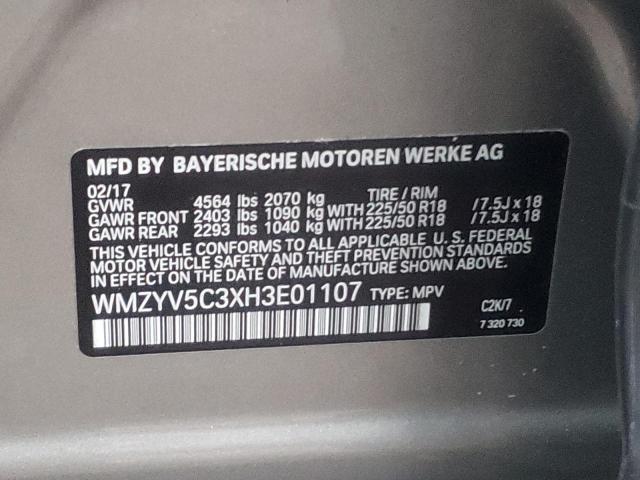 MFD BY BAYERISCHE MOTOREN WERKE AG
02/17 TIRE / RIM
GVWR 4564 lbs 2070 kg
GAWR FRONT 2403 lbs 1090 kg WITH 225/50 R18 /7.5J x 18
GAWR REAR 2293 lbs 1040 kg WITH 225/50 R18 /7.5J x 18
THIS VEHICLE CONFORMS TO ALL APPLICABLE U. S. FEDERAL
MOTOR VEHICLE SAFETY BUMPER, AND THEFT PREVENTION STANDARDS
IN EFFECT ON THE DATE OF MANUFACTURE SHOWN ABOVE.
WMZYV5C3XH3E01107 TYPE: MPV
C2K/7
7 320 730